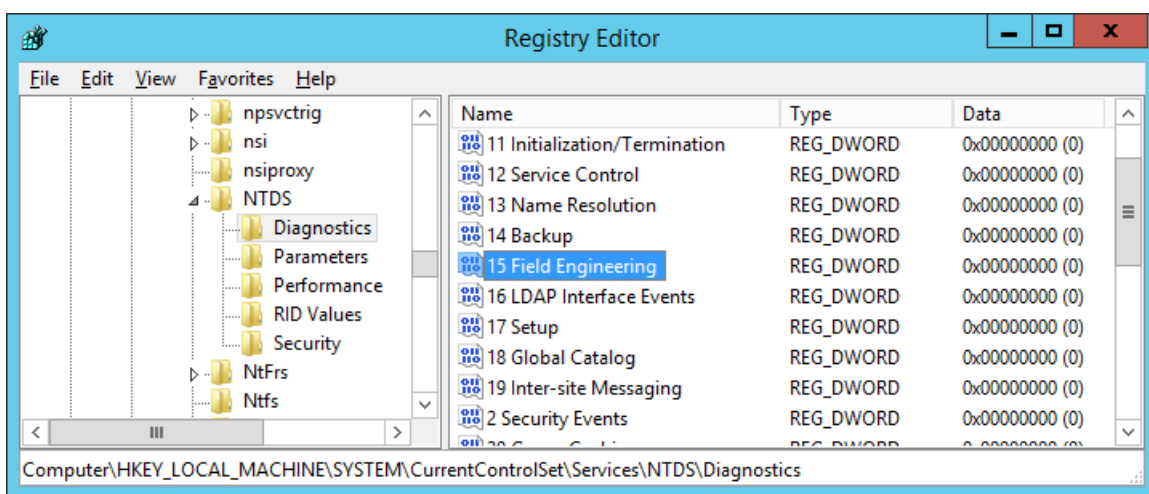 Registry Editor
File Edit View Favorites Help
npsvctrig
nsi
nsiproxy
NTDS
Diagnostics
Parameters
Performance
RID Values
Security
NtFrs
Ntfs
Name Type Data
11 Initialization/Termination REG_DWORD 0x00000000 (0)
12 Service Control REG_DWORD 0x00000000 (0)
13 Name Resolution REG_DWORD 0x00000000 (0)
14 Backup REG_DWORD 0x00000000 (0)
15 Field Engineering REG_DWORD 0x00000000 (0)
16 LDAP Interface Events REG_DWORD 0x00000000 (0)
17 Setup REG_DWORD 0x00000000 (0)
18 Global Catalog REG_DWORD 0x00000000 (0)
19 Inter-site Messaging REG_DWORD 0x00000000 (0)
2 Security Events REG_DWORD 0x00000000 (0)
Computer\HKEY_LOCAL_MACHINE\SYSTEM\CurrentControlSet\Services\NTDS\Diagnostics